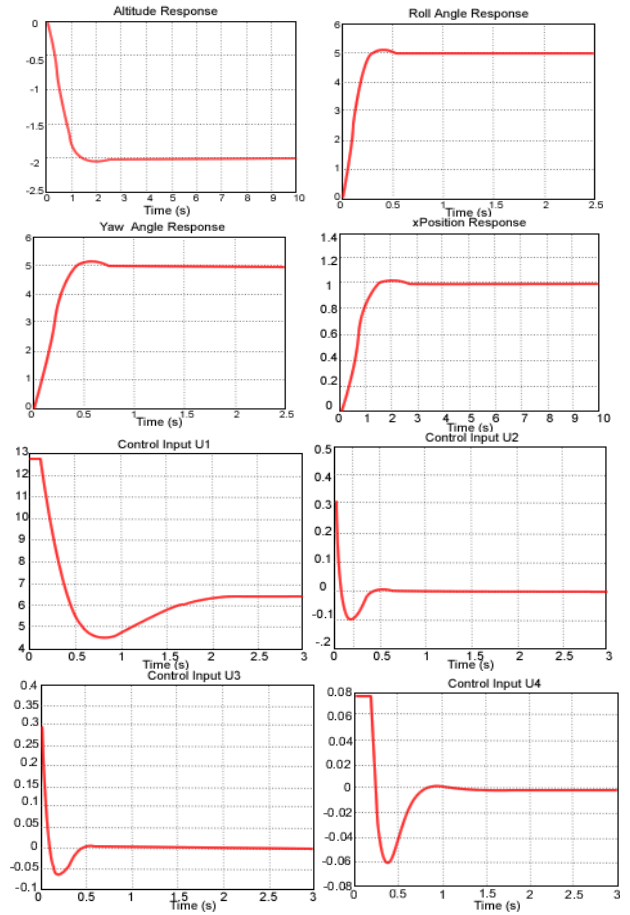 Altitude Response
0
-0.5
-1
-1.5
-2
-2.5
0 1 2 3 4 5 6 7 8 9 10
Time (s)
Roll Angle Response
6
5
4
3
2
1
0
0 0.5 1 1.5 2 2.5
Time (s)
Yaw Angle Response
6
5
4
3
2
1
0
0 0.5 1 1.5 2 2.5
Time (s)
xPosition Response
1.4
1.2
1
0.8
0.6
0.4
0.2
0
0 1 2 3 4 5 6 7 8 9 10
Time (s)
Control Input U1
13
12
11
10
9
8
7
6
5
4
0 0.5 1 1.5 2 2.5 3
Time (s)
Control Input U2
0.5
0.4
0.3
0.2
0.1
0
-0.1
-.2
0 0.5 1 1.5 2 2.5 3
Time (s)
Control Input U3
0.4
0.35
0.3
0.25
0.2
0.15
0.1
0.05
0
-0.05
-0.1
0 0.5 1 1.5 2 2.5 3
Time (s)
Control Input U4
0.08
0.06
0.04
0.02
0
-0.02
-0.04
-0.06
-0.08
0 0.5 1 1.5 2 2.5 3
Time (s)